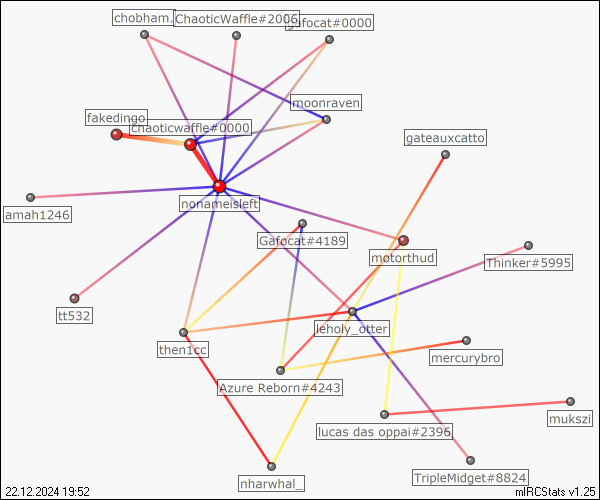 chobham.
ChaoticWaffle#2006
gafocat#0000
moonraven
fakedingo
chaoticwaffle#0000
gateauxcatto
nonameisleft
amah1246
Gafocat#4189
motorthud
Thinker#5995
tt532
leholy_otter
then1cc
mercurybro
Azure Reborn#4243
mukszi
lucas das oppai#2396
TripleMidget#8824
nharwhal_
22.12.2024 19:52
mIRCStats v1.25